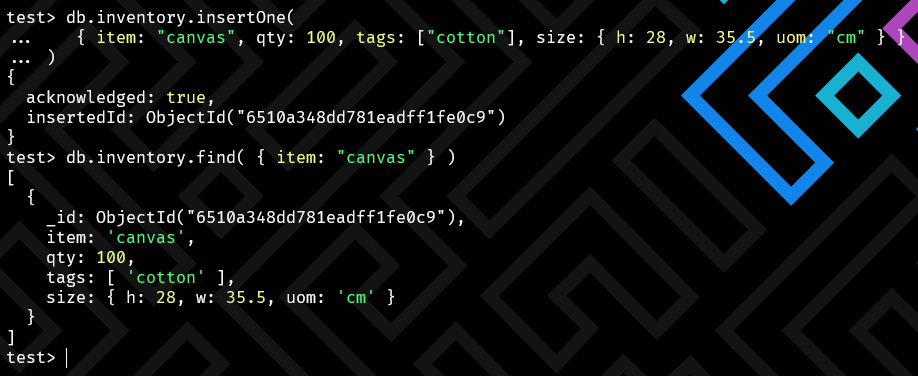 test> db.inventory.insertOne(
...     { item: "canvas", qty: 100, tags: ["cotton"], size: { h: 28, w: 35.5, uom: "cm" } }
... )
{
  acknowledged: true,
  insertedId: ObjectId("6510a348dd781eadff1fe0c9")
}
test> db.inventory.find( { item: "canvas" } )
[
  {
    _id: ObjectId("6510a348dd781eadff1fe0c9"),
    item: 'canvas',
    qty: 100,
    tags: [ 'cotton' ],
    size: { h: 28, w: 35.5, uom: 'cm' }
  }
]
test>